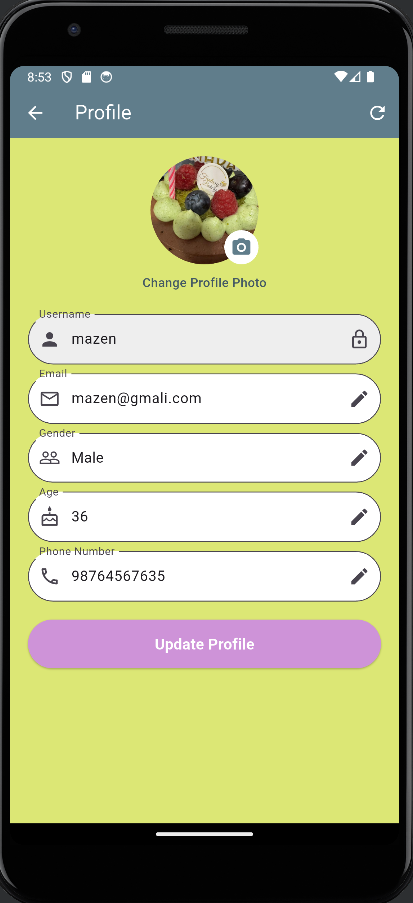 8:53
Profile
Change Profile Photo
Username
mazen
Email
mazen@gmali.com
Gender
Male
Age
36
Phone Number
98764567635
Update Profile